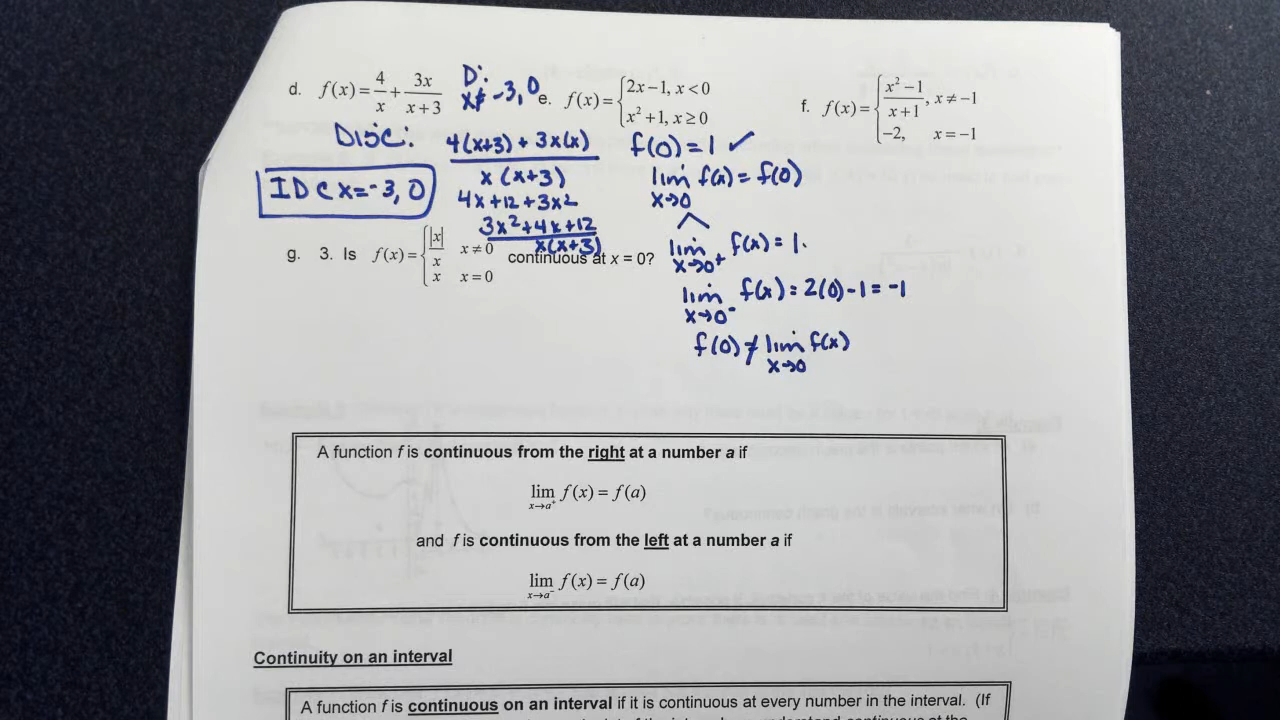 d. f(x) = 4/x + 3x/(x+3)
D: x ≠ -3, 0
DISC:
4(x+3) + 3x(x)
x(x+3)
4x+12+3x²
3x²+4x+12
x(x+3)
ID @ x=-3, 0
e. f(x) = { 2x−1, x<0
x²+1, x≥0
f(0) = 1 ✓
lim x→0 f(x) = f(0)
lim x→0⁺ f(x) = 1.
lim x→0⁻ f(x) = 2(0)-1 = -1
f(0) ≠ lim x→0 f(x)
f. f(x) = { (x²−1)/(x+1), x≠−1
−2, x=−1
g. 3. Is f(x) = { |x|/x x≠0
x x=0
continuous at x = 0?
A function f is continuous from the right at a number a if
lim x→a⁺ f(x) = f(a)
and f is continuous from the left at a number a if
lim x→a⁻ f(x) = f(a)
Continuity on an interval
A function f is continuous on an interval if it is continuous at every number in the interval. (If